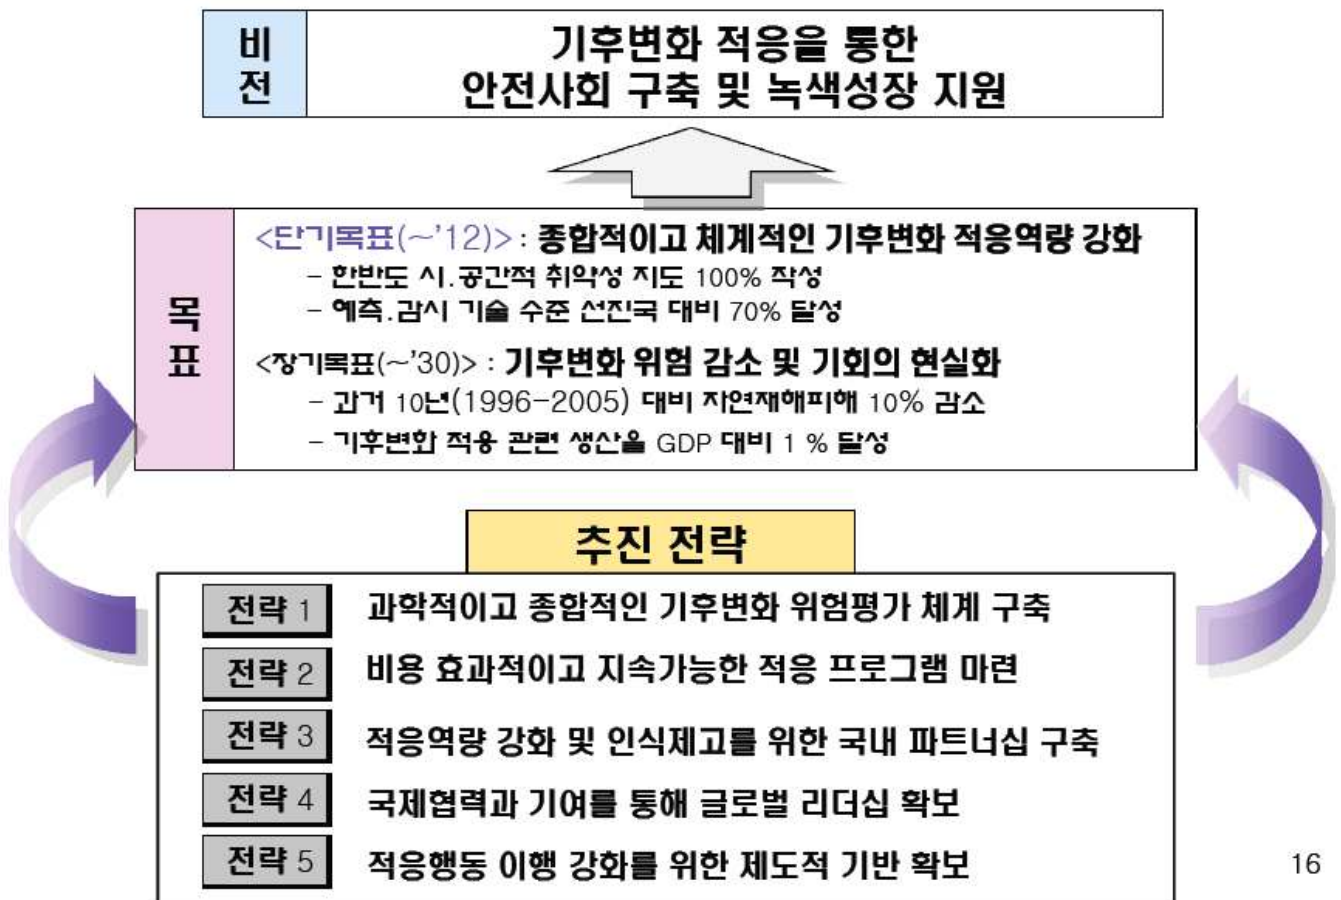 비전
기후변화 적응을 통한
안전사회 구축 및 녹색성장 지원
목표
<단기목표(~'12)> : 종합적이고 체계적인 기후변화 적응역량 강화
- 한반도 시.공간적 취약성 지도 100% 작성
- 예측.감시 기술 수준 선진국 대비 70% 달성
<장기목표(~'30)> : 기후변화 위험 감소 및 기회의 현실화
- 과거 10년(1996-2005) 대비 자연재해피해 10% 감소
- 기후변화 적응 관련 생산을 GDP 대비 1 % 달성
추진 전략
전략 1 과학적이고 종합적인 기후변화 위험평가 체계 구축
전략 2 비용 효과적이고 지속가능한 적응 프로그램 마련
전략 3 적응역량 강화 및 인식제고를 위한 국내 파트너십 구축
전략 4 국제협력과 기여를 통해 글로벌 리더십 확보
전략 5 적응행동 이행 강화를 위한 제도적 기반 확보
16